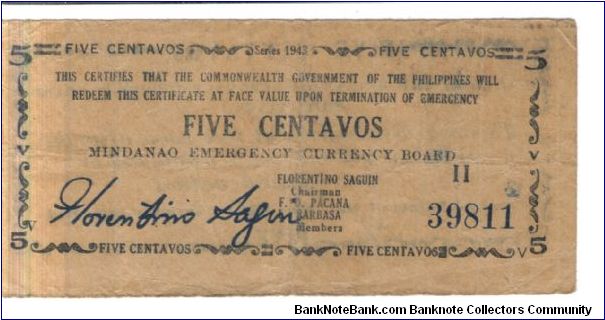 5 FIVE CENTAVOS Series 1943 FIVE CENTAVOS 5
THIS CERTIFIES THAT THE COMMONWEALTH GOVERNMENT OF THE PHILIPPINES WILL
REDEEM THIS CERTIFICATE AT FACE VALUE UPON TERMINATION OF EMERGENCY
V V
FIVE CENTAVOS
MINDANAO EMERGENCY CURRENCY BOARD
FLORENTINO SAGUIN II
Chairman
Florentino Saguin F. D. PACANA 39811
BARBASA
Members
V
5 FIVE CENTAVOS FIVE CENTAVOS V 5
BankNoteBank.com Banknote Collectors Community